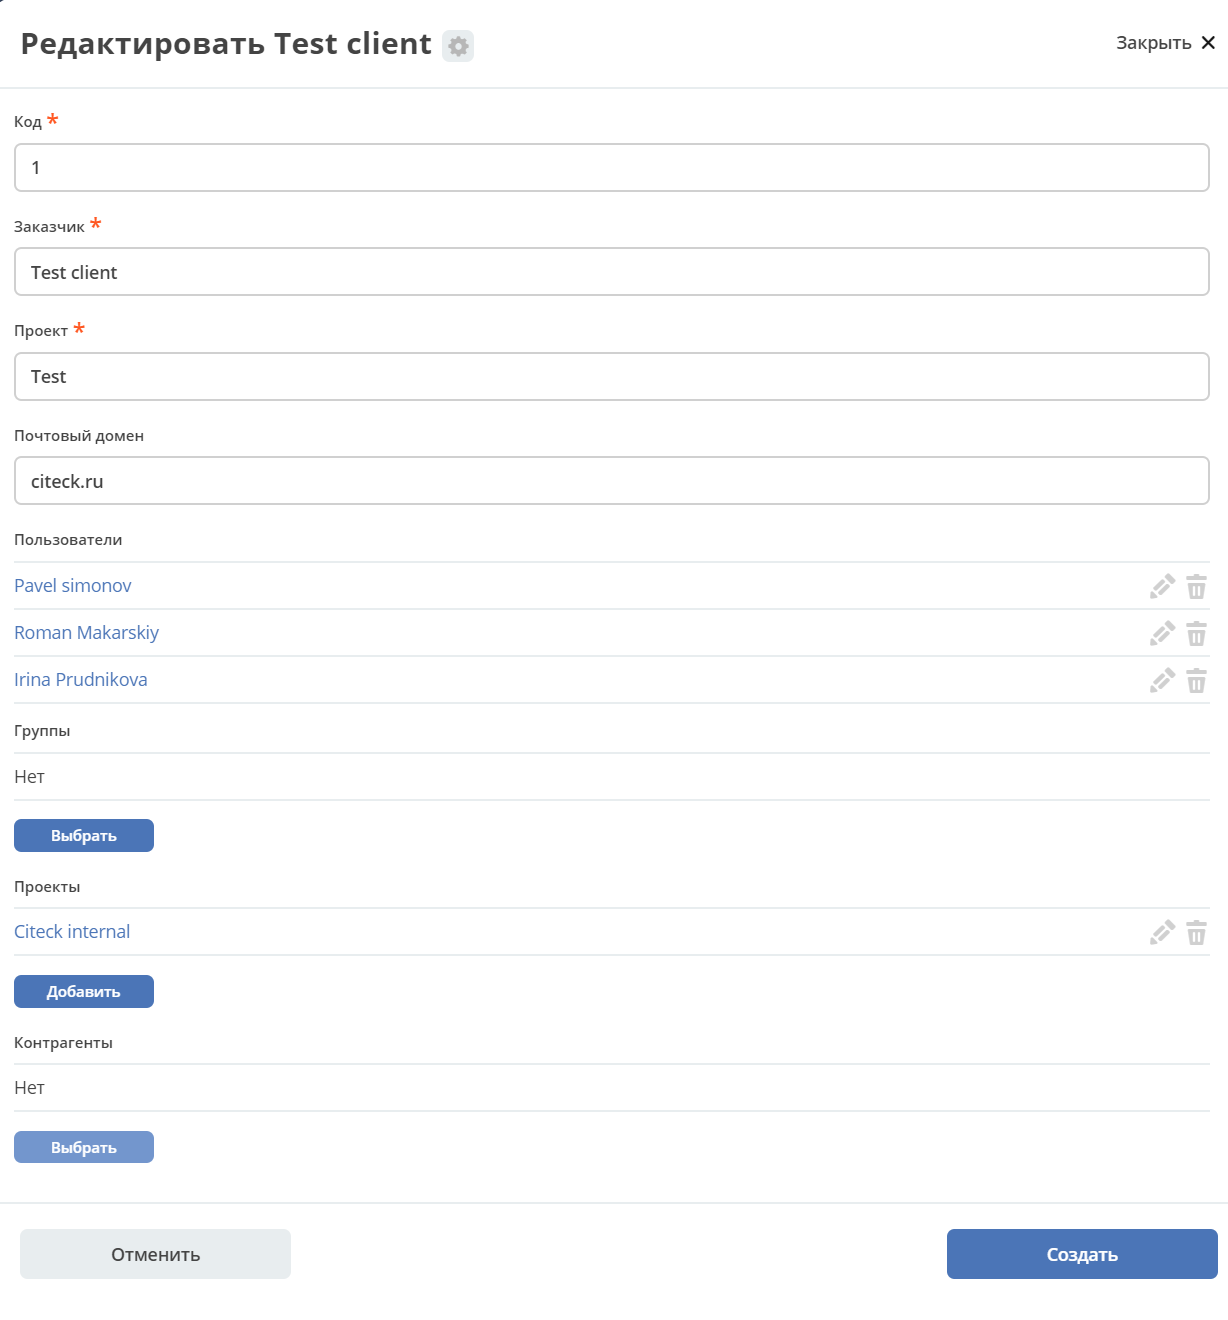 Редактировать Test client
Закрыть
Код *
1
Заказчик *
Test client
Проект *
Test
Почтовый домен
citeck.ru
Пользователи
Pavel simonov
Roman Makarskiy
Irina Prudnikova
Группы
Нет
Выбрать
Проекты
Citeck internal
Добавить
Контрагенты
Нет
Выбрать
Отменить
Создать